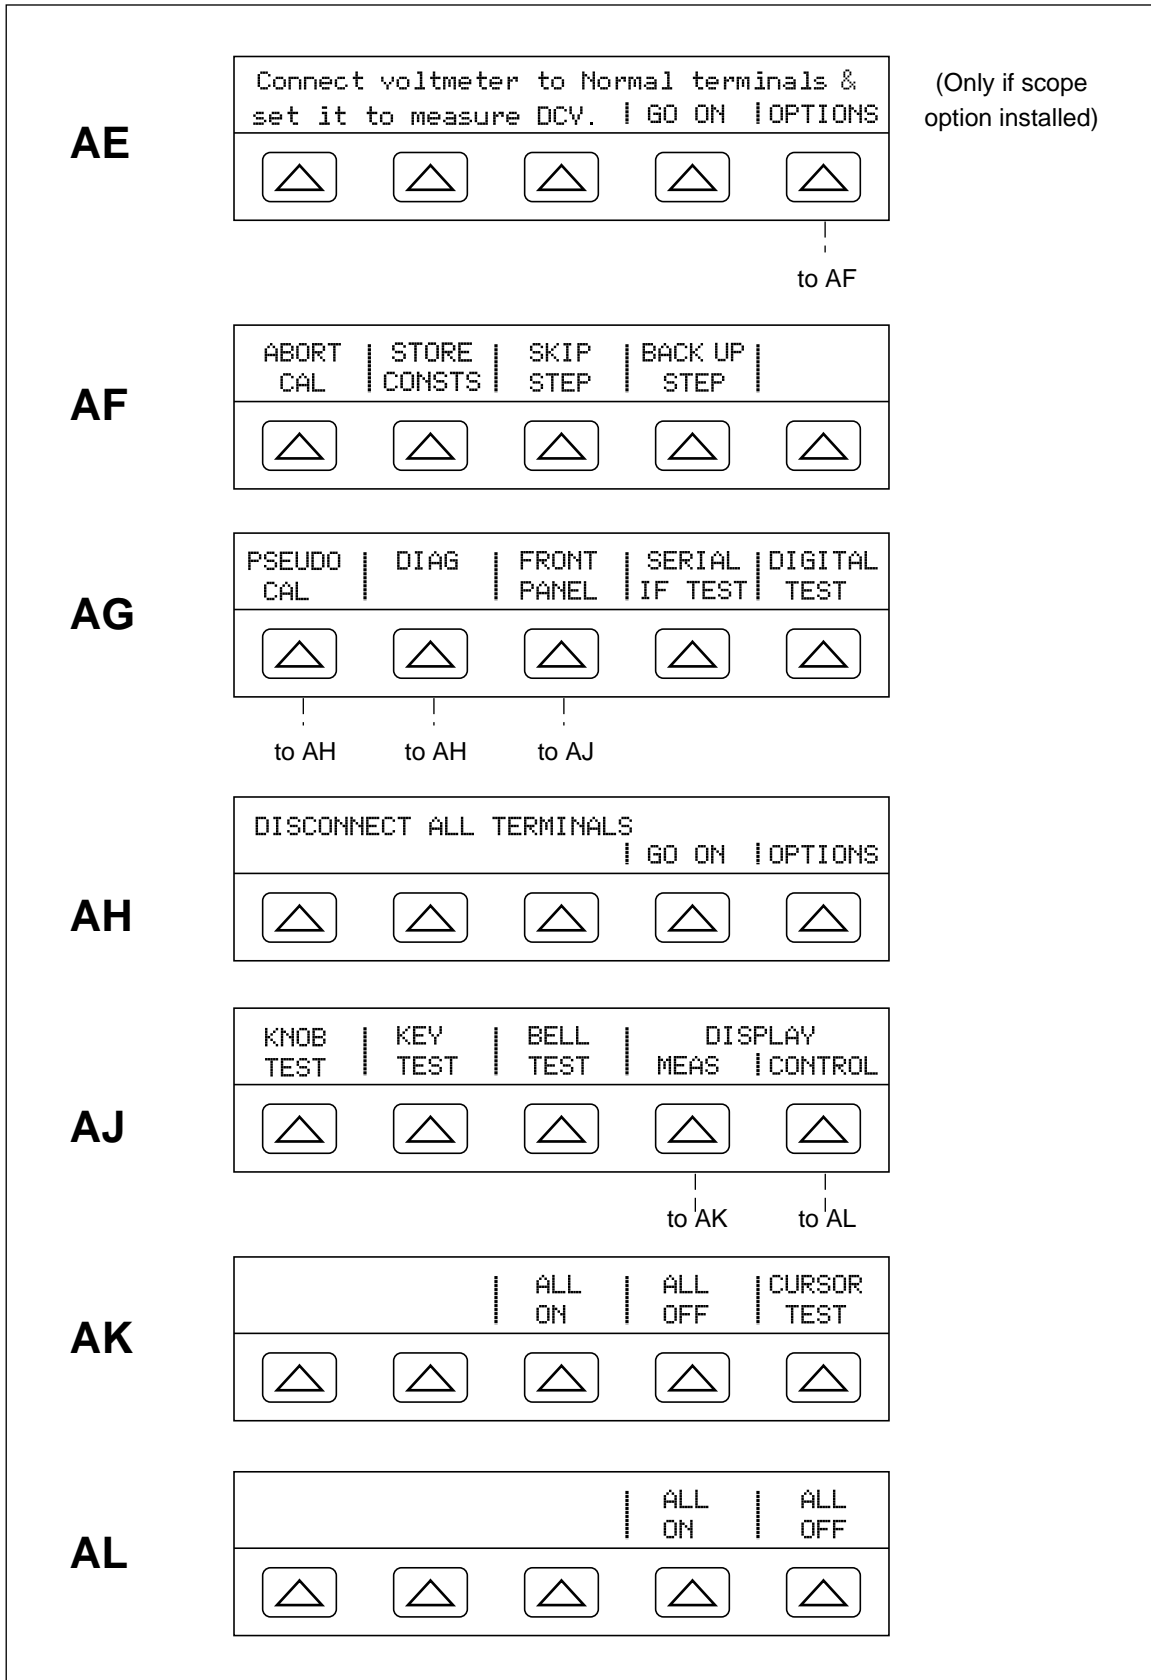 Connect voltmeter to Normal terminals &
set it to measure DCV. | GO ON | OPTIONS
(Only if scope
option installed)
AE
to AF
ABORT | STORE | SKIP | BACK UP |
CAL | CONSTS | STEP | STEP |
AF
PSEUDO | DIAG | FRONT | SERIAL | DIGITAL
CAL | | PANEL | IF TEST | TEST
AG
to AH to AH to AJ
DISCONNECT ALL TERMINALS
| GO ON | OPTIONS
AH
KNOB | KEY | BELL | DISPLAY
TEST | TEST | TEST | MEAS | CONTROL
AJ
to AK to AL
| ALL | ALL | CURSOR
| ON | OFF | TEST
AK
| ALL | ALL
| ON | OFF
AL